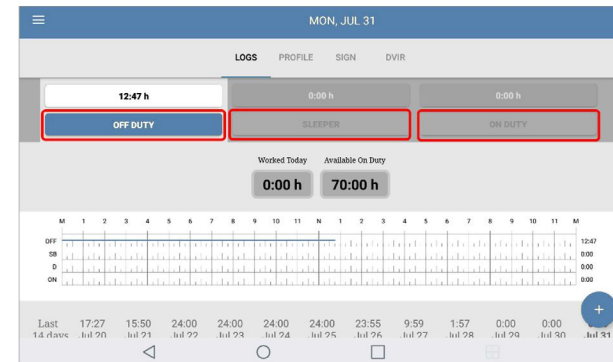 MON, JUL 31
LOGS PROFILE SIGN DVIR
12:47 h 0:00 h 0:00 h
OFF DUTY SLEEPER ON DUTY
Worked Today Available On Duty
0:00 h 70:00 h
M 1 2 3 4 5 6 7 8 9 10 11 N 1 2 3 4 5 6 7 8 9 10 11 M
OFF 12:47
SB 0:00
D 0:00
ON 0:00
+
Last 17:27 15:50 24:00 24:00 24:00 24:00 23:55 9:59 1:57 0:00 0:00
14 days Jul 20 Jul 21 Jul 22 Jul 23 Jul 24 Jul 25 Jul 26 Jul 27 Jul 28 Jul 29 Jul 30 Jul 31